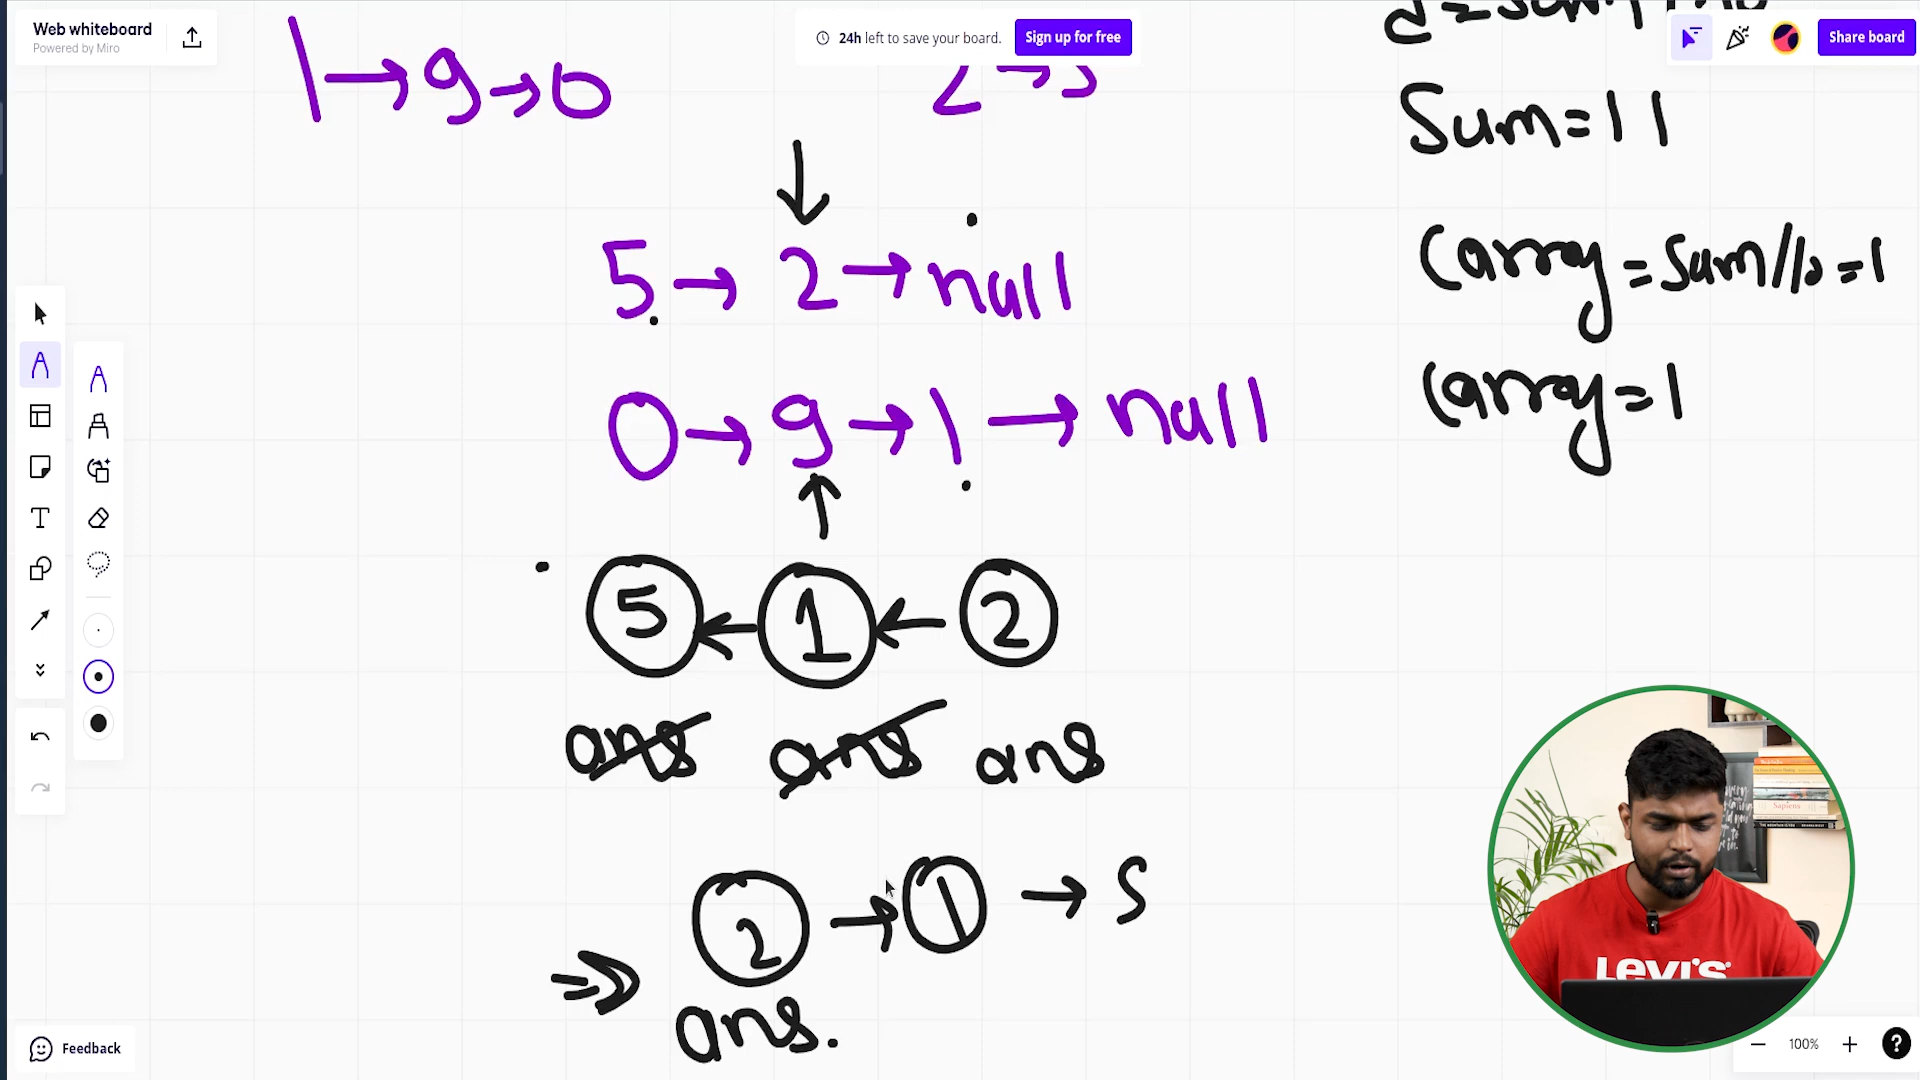 Web whiteboard
Powered by Miro
24h left to save your board.
Sign up for free
Share board
1→9→0
2→5
Sum=11
Carry=Sum//10=1
Carry=1
5→2→null
0→9→1→null
5←1←2
ans ans ans
2→1→5
ans.
Levi's
Sapiens
T
Feedback
100%
?